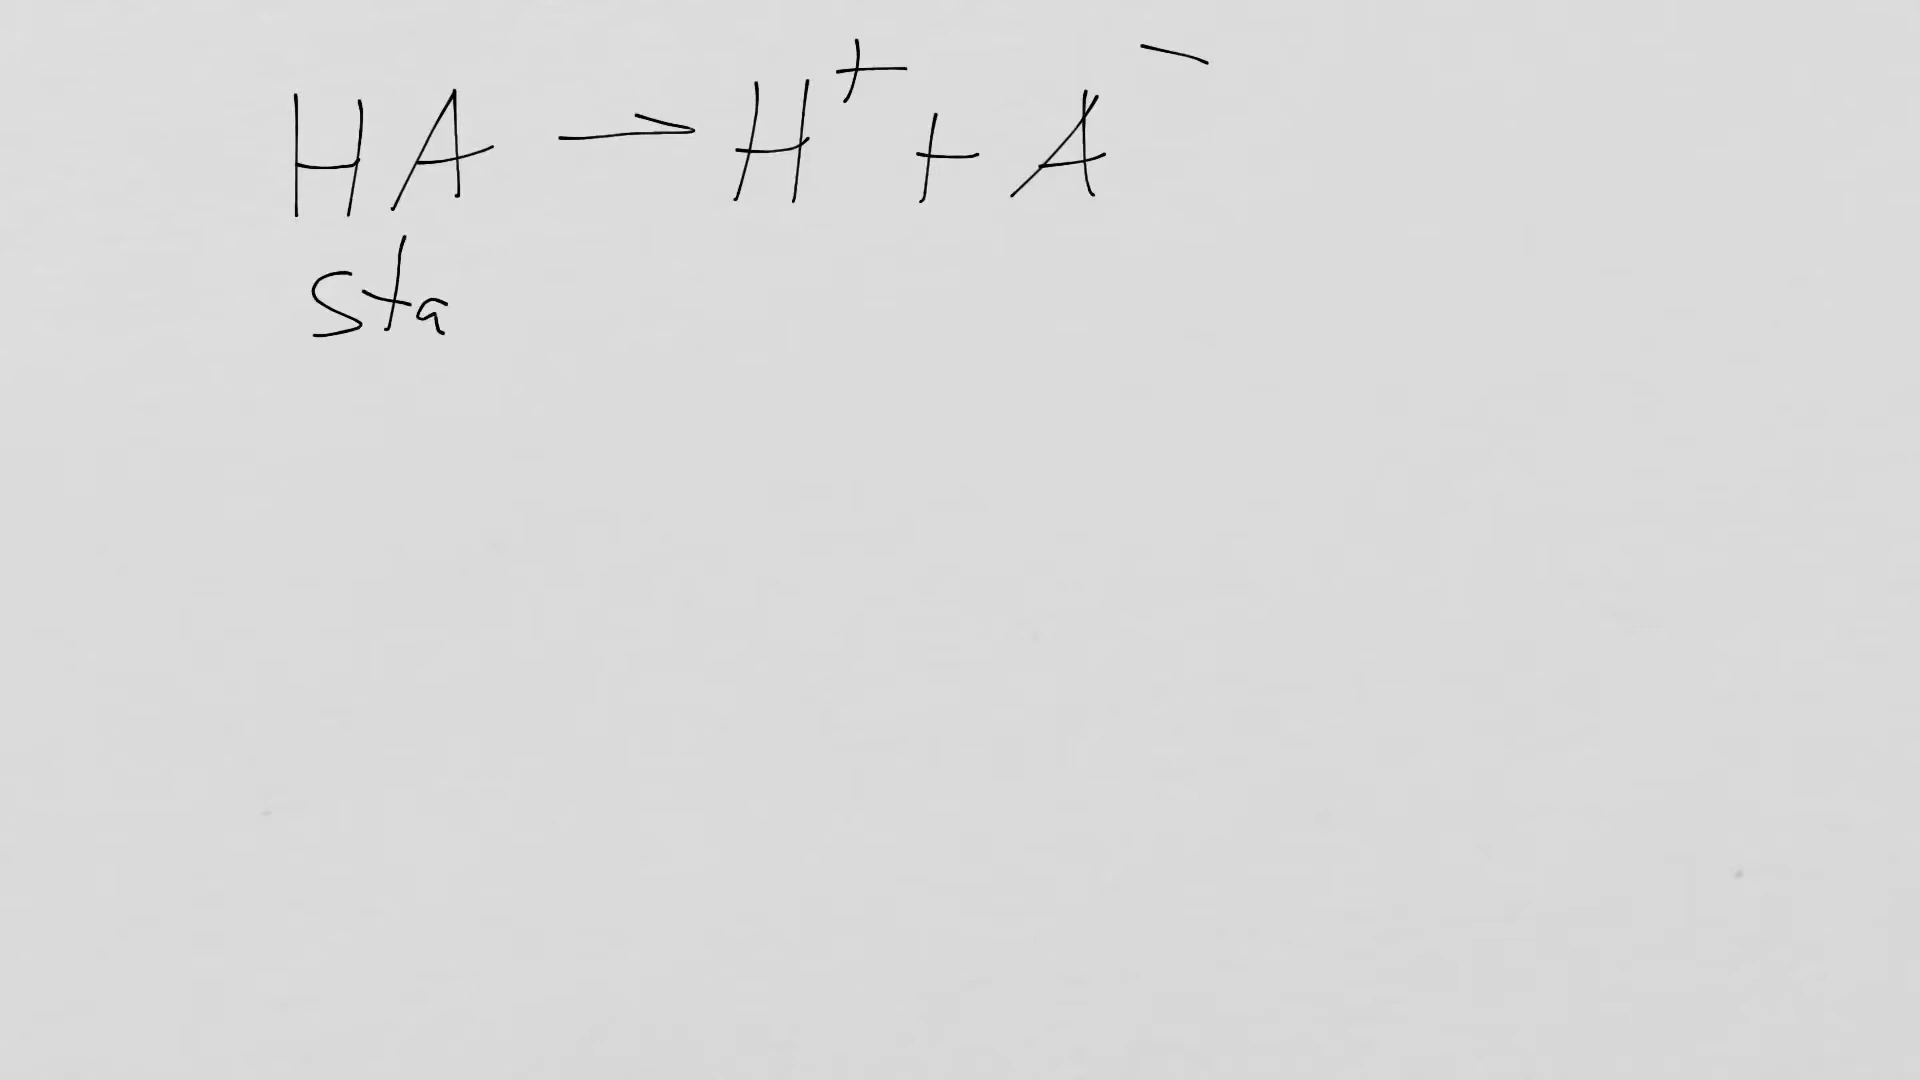 HA → H⁺ + A⁻
sta